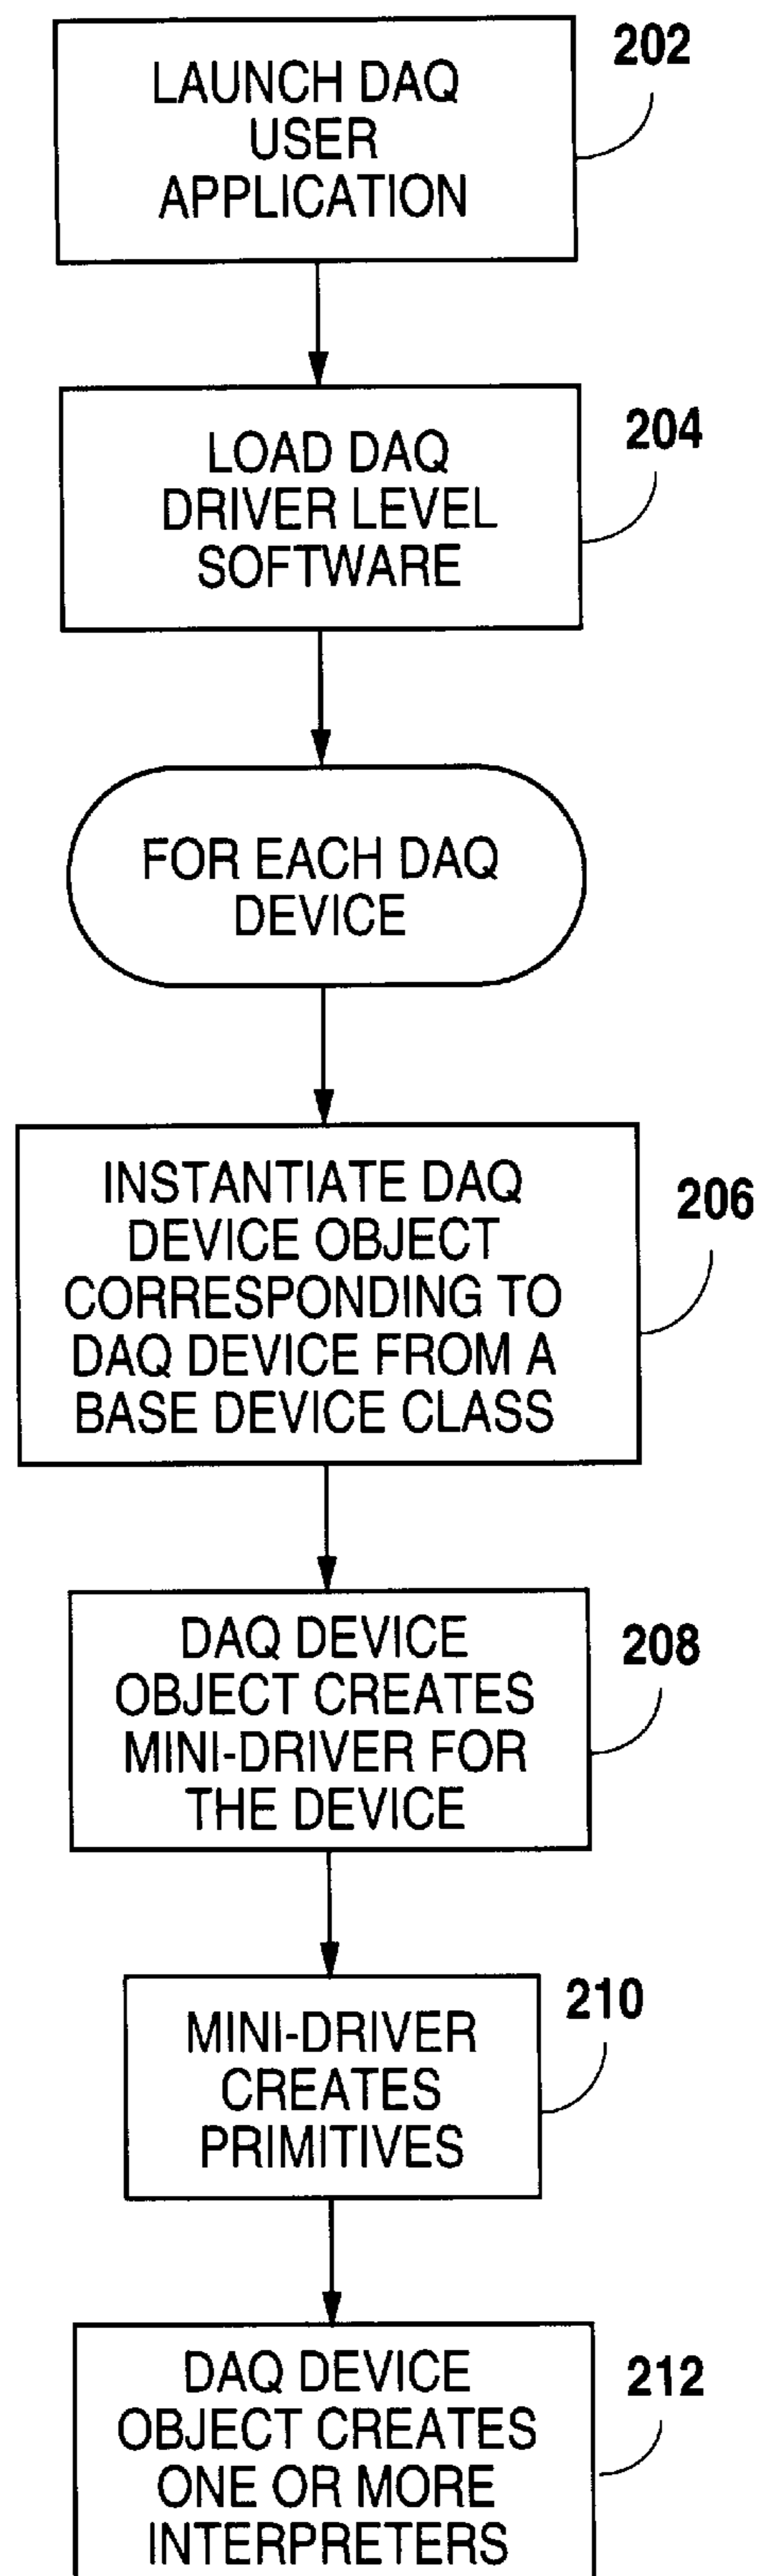 202
LAUNCH DAQ
USER
APPLICATION
204
LOAD DAQ
DRIVER LEVEL
SOFTWARE
FOR EACH DAQ
DEVICE
206
INSTANTIATE DAQ
DEVICE OBJECT
CORRESPONDING TO
DAQ DEVICE FROM A
BASE DEVICE CLASS
208
DAQ DEVICE
OBJECT CREATES
MINI-DRIVER FOR
THE DEVICE
210
MINI-DRIVER
CREATES
PRIMITIVES
212
DAQ DEVICE
OBJECT CREATES
ONE OR MORE
INTERPRETERS